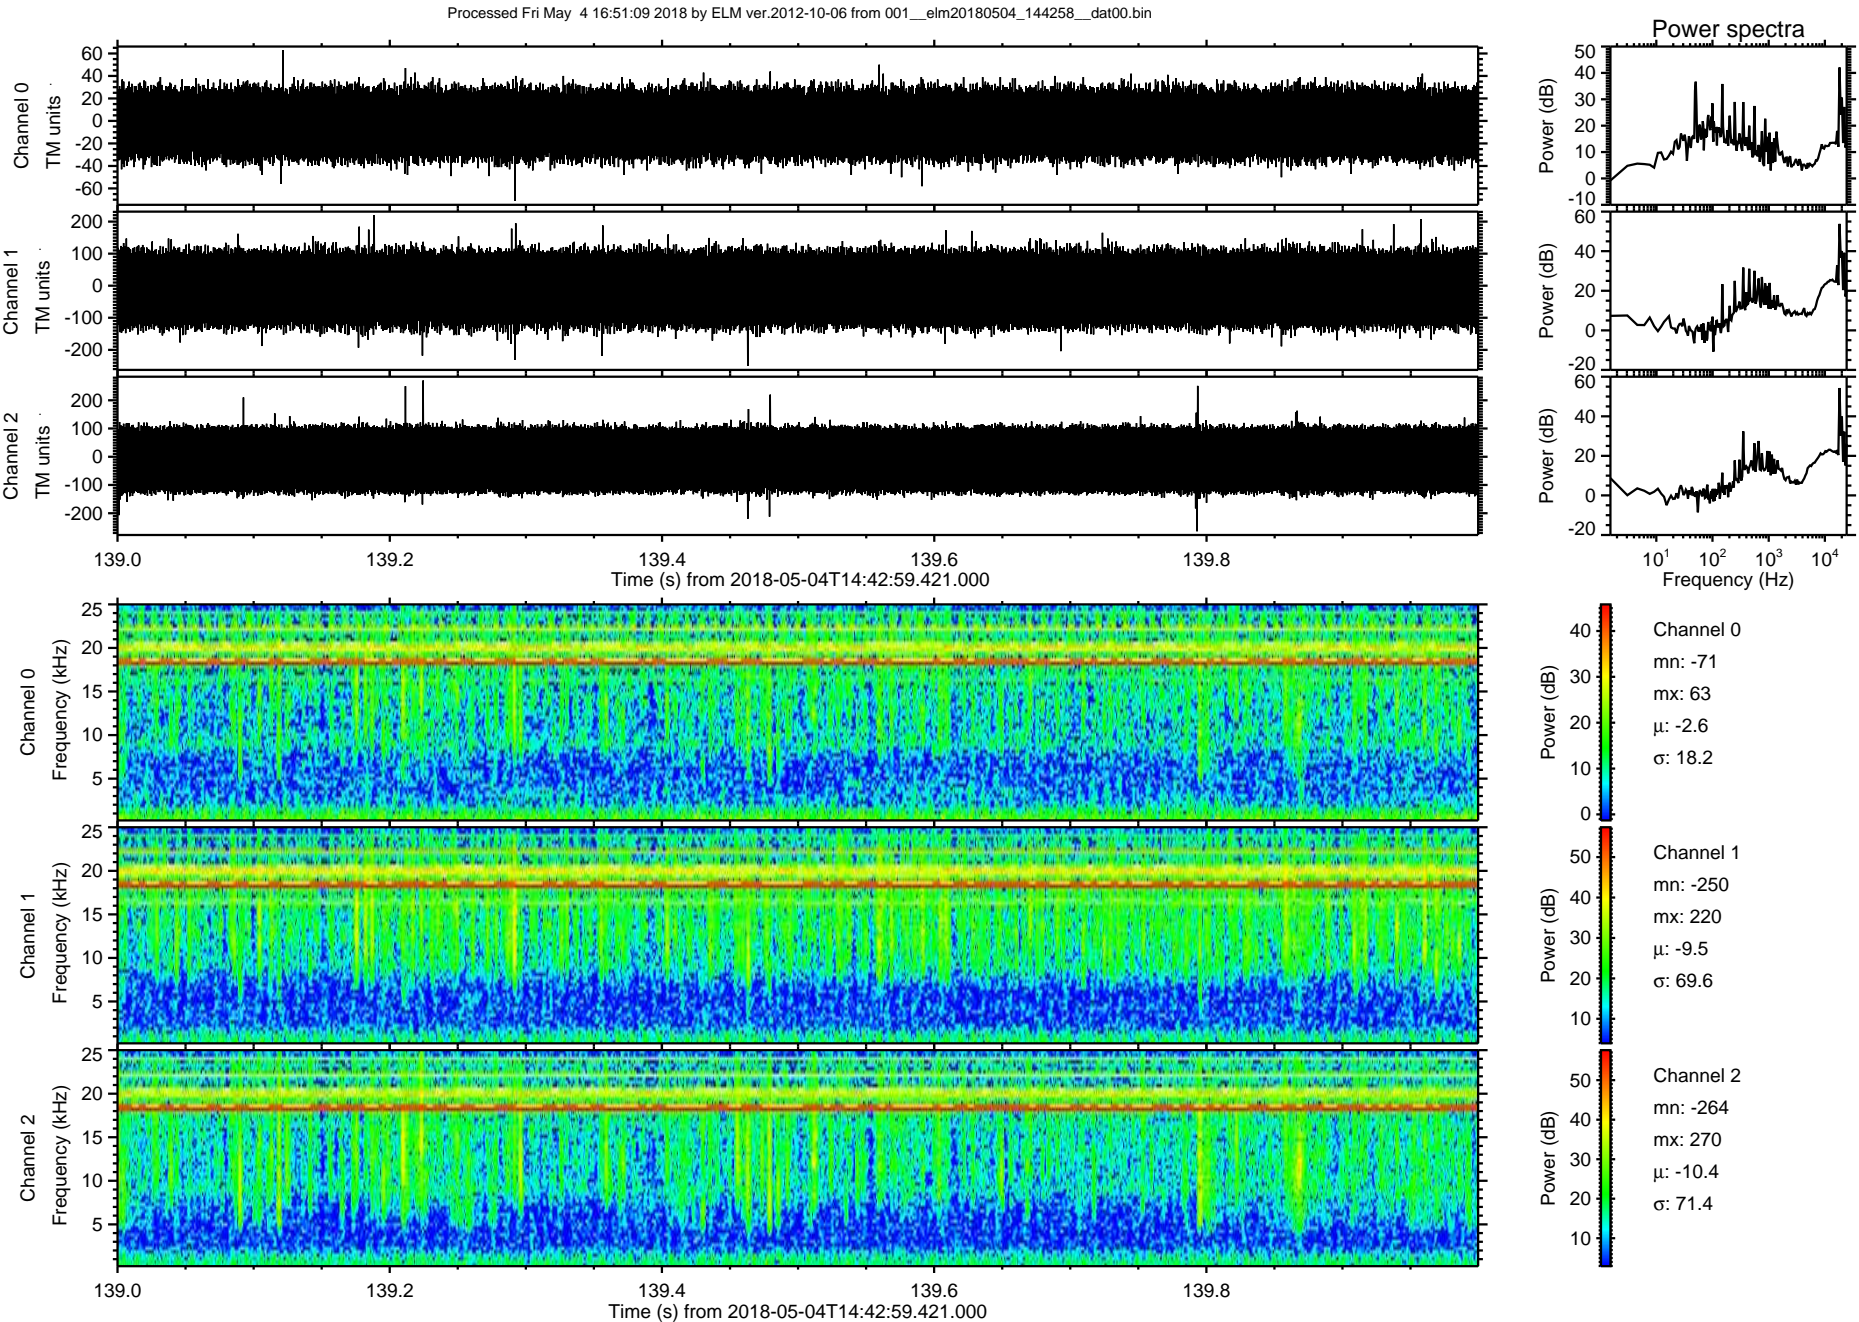 Processed Fri May  4 16:51:09 2018 by ELM ver.2012-10-06 from 001__elm20180504_144258__dat00.bin
Power spectra
Channel 0
TM units
60
40
20
0
-20
-40
-60
Power (dB)
50
40
30
20
10
0
-10
Channel 1
TM units
200
100
0
-100
-200
Power (dB)
60
40
20
0
-20
Channel 2
TM units
200
100
0
-100
-200
Power (dB)
60
40
20
0
-20
139.0 139.2 139.4 139.6 139.8
Time (s) from 2018-05-04T14:42:59.421.000
10^1 10^2 10^3 10^4
Frequency (Hz)
Channel 0
Frequency (kHz)
25
20
15
10
5
Power (dB)
40
30
20
10
0
Channel 0
mn: -71
mx: 63
μ: -2.6
σ: 18.2
Channel 1
Frequency (kHz)
25
20
15
10
5
Power (dB)
50
40
30
20
10
Channel 1
mn: -250
mx: 220
μ: -9.5
σ: 69.6
Channel 2
Frequency (kHz)
25
20
15
10
5
Power (dB)
50
40
30
20
10
Channel 2
mn: -264
mx: 270
μ: -10.4
σ: 71.4
139.0 139.2 139.4 139.6 139.8
Time (s) from 2018-05-04T14:42:59.421.000